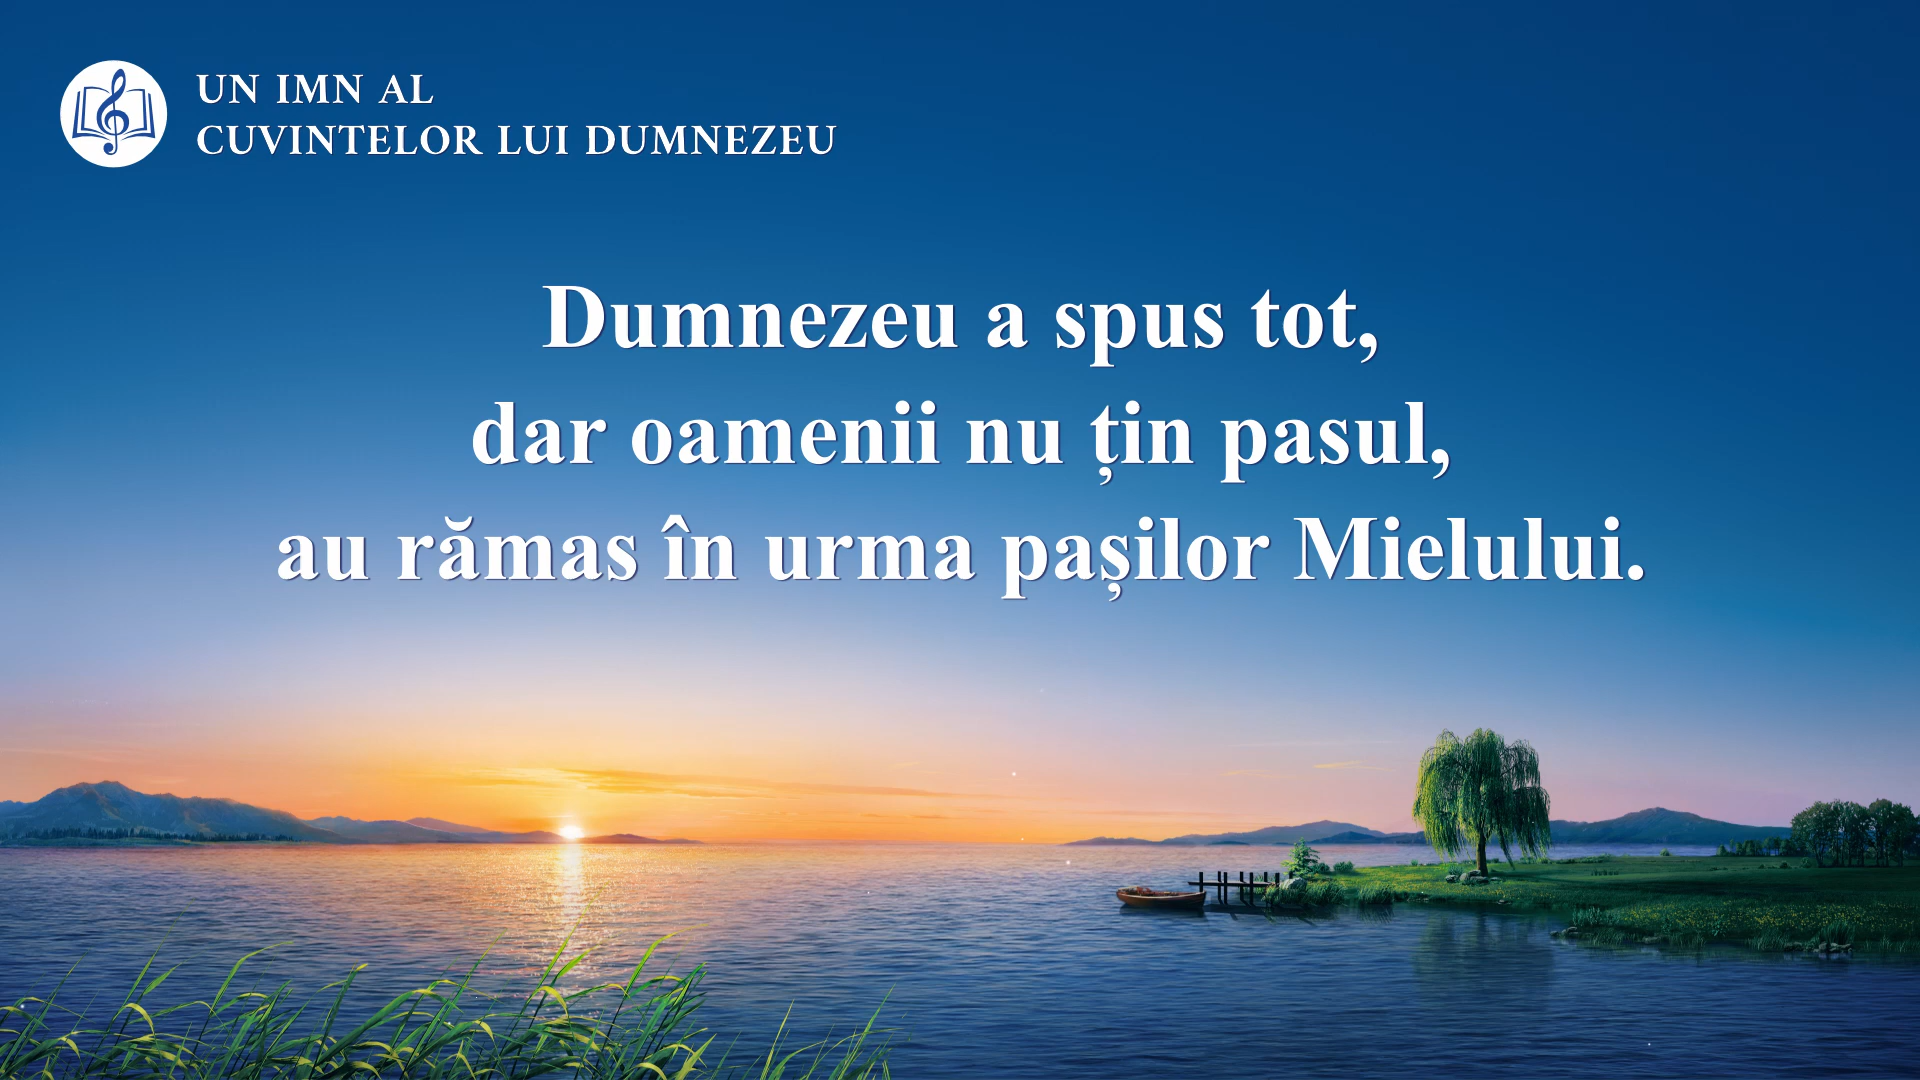 UN IMN AL
CUVINTELOR LUI DUMNEZEU
Dumnezeu a spus tot,
dar oamenii nu țin pasul,
au rămas în urma pașilor Mielului.